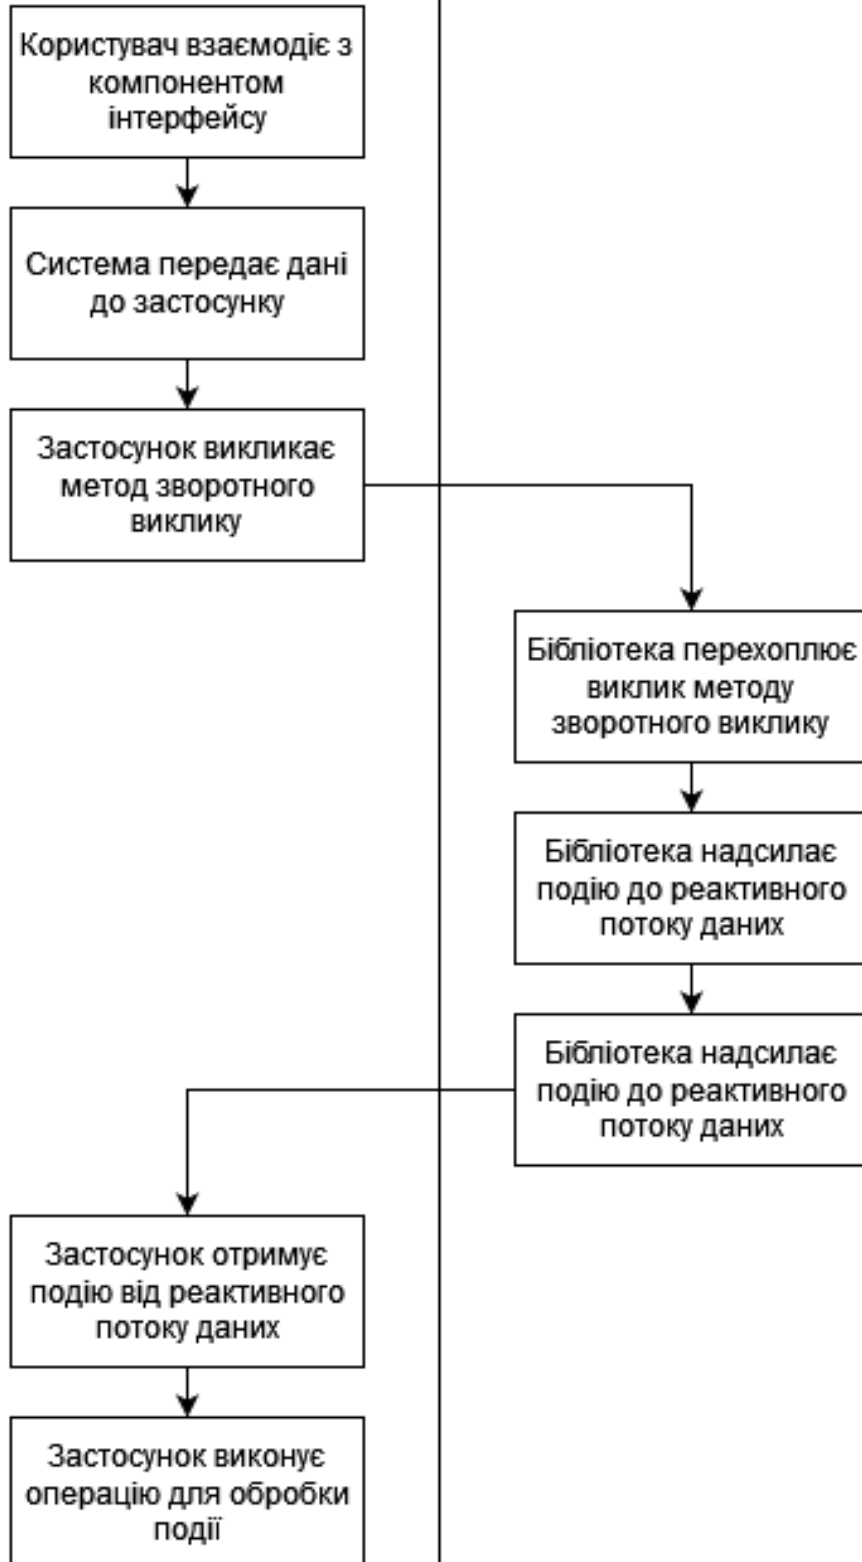 Користувач взаємодіє з
компонентом
інтерфейсу
Система передає дані
до застосунку
Застосунок викликає
метод зворотного
виклику
Бібліотека перехоплює
виклик методу
зворотного виклику
Бібліотека надсилає
подію до реактивного
потоку даних
Бібліотека надсилає
подію до реактивного
потоку даних
Застосунок отримує
подію від реактивного
потоку даних
Застосунок виконує
операцію для обробки
події